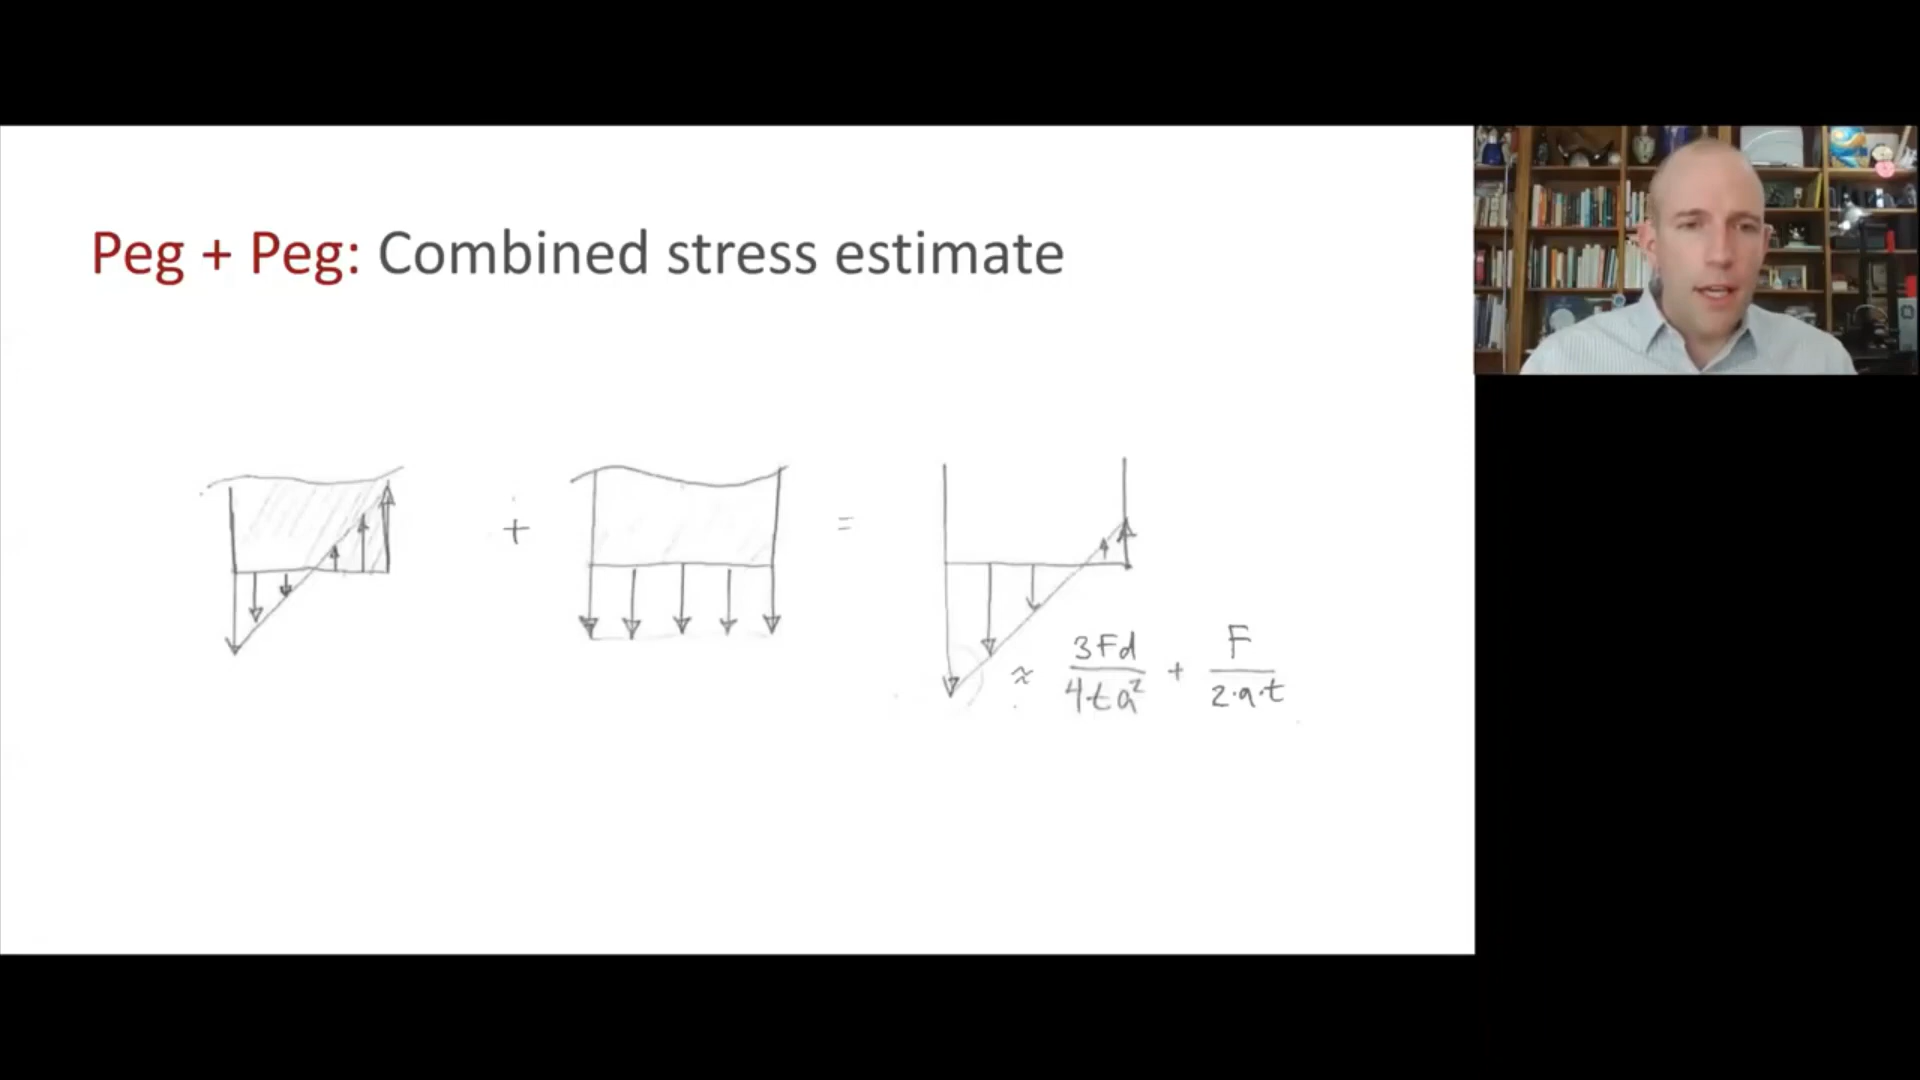 Peg + Peg: Combined stress estimate
+ =
≈ 3Fd/4ta² + F/2·a·t